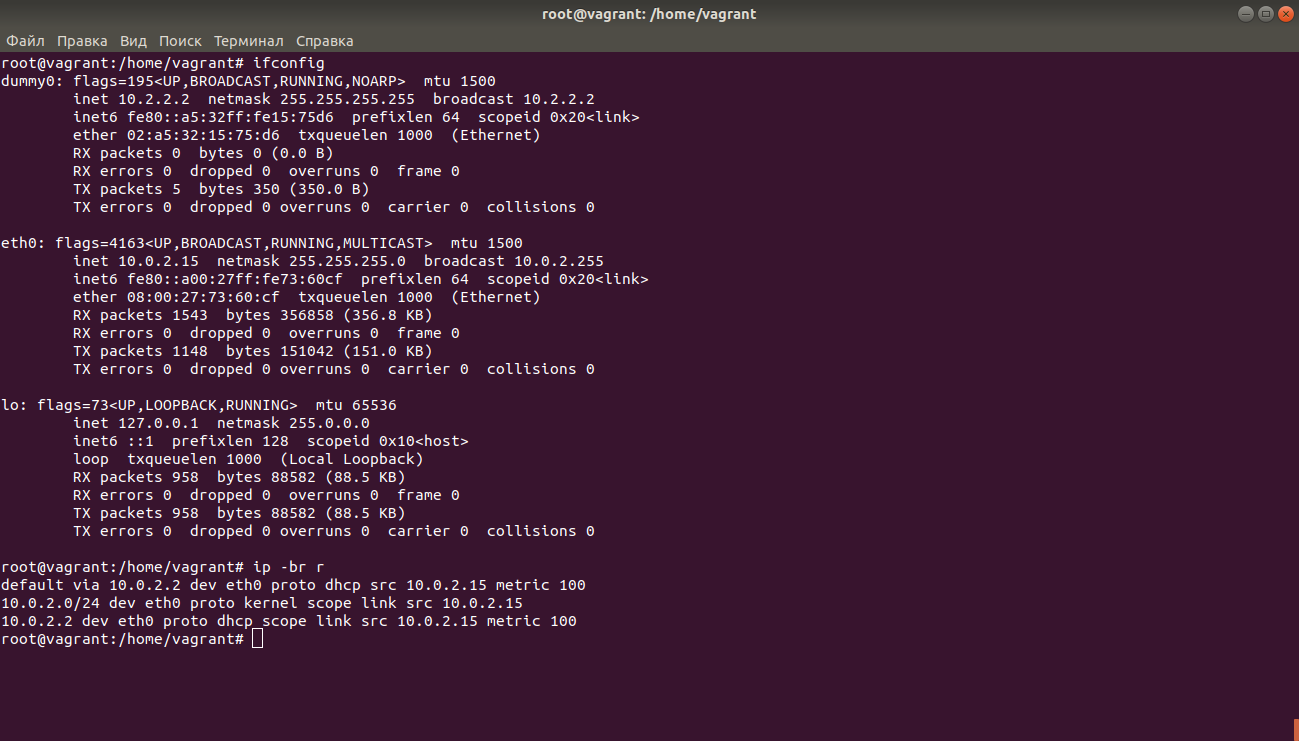 root@vagrant: /home/vagrant
Файл Правка Вид Поиск Терминал Справка
root@vagrant:/home/vagrant# ifconfig
dummy0: flags=195<UP,BROADCAST,RUNNING,NOARP>  mtu 1500
        inet 10.2.2.2  netmask 255.255.255.255  broadcast 10.2.2.2
        inet6 fe80::a5:32ff:fe15:75d6  prefixlen 64  scopeid 0x20<link>
        ether 02:a5:32:15:75:d6  txqueuelen 1000  (Ethernet)
        RX packets 0  bytes 0 (0.0 B)
        RX errors 0  dropped 0  overruns 0  frame 0
        TX packets 5  bytes 350 (350.0 B)
        TX errors 0  dropped 0 overruns 0  carrier 0  collisions 0

eth0: flags=4163<UP,BROADCAST,RUNNING,MULTICAST>  mtu 1500
        inet 10.0.2.15  netmask 255.255.255.0  broadcast 10.0.2.255
        inet6 fe80::a00:27ff:fe73:60cf  prefixlen 64  scopeid 0x20<link>
        ether 08:00:27:73:60:cf  txqueuelen 1000  (Ethernet)
        RX packets 1543  bytes 356858 (356.8 KB)
        RX errors 0  dropped 0  overruns 0  frame 0
        TX packets 1148  bytes 151042 (151.0 KB)
        TX errors 0  dropped 0 overruns 0  carrier 0  collisions 0

lo: flags=73<UP,LOOPBACK,RUNNING>  mtu 65536
        inet 127.0.0.1  netmask 255.0.0.0
        inet6 ::1  prefixlen 128  scopeid 0x10<host>
        loop  txqueuelen 1000  (Local Loopback)
        RX packets 958  bytes 88582 (88.5 KB)
        RX errors 0  dropped 0  overruns 0  frame 0
        TX packets 958  bytes 88582 (88.5 KB)
        TX errors 0  dropped 0 overruns 0  carrier 0  collisions 0

root@vagrant:/home/vagrant# ip -br r
default via 10.0.2.2 dev eth0 proto dhcp src 10.0.2.15 metric 100
10.0.2.0/24 dev eth0 proto kernel scope link src 10.0.2.15
10.0.2.2 dev eth0 proto dhcp scope link src 10.0.2.15 metric 100
root@vagrant:/home/vagrant#